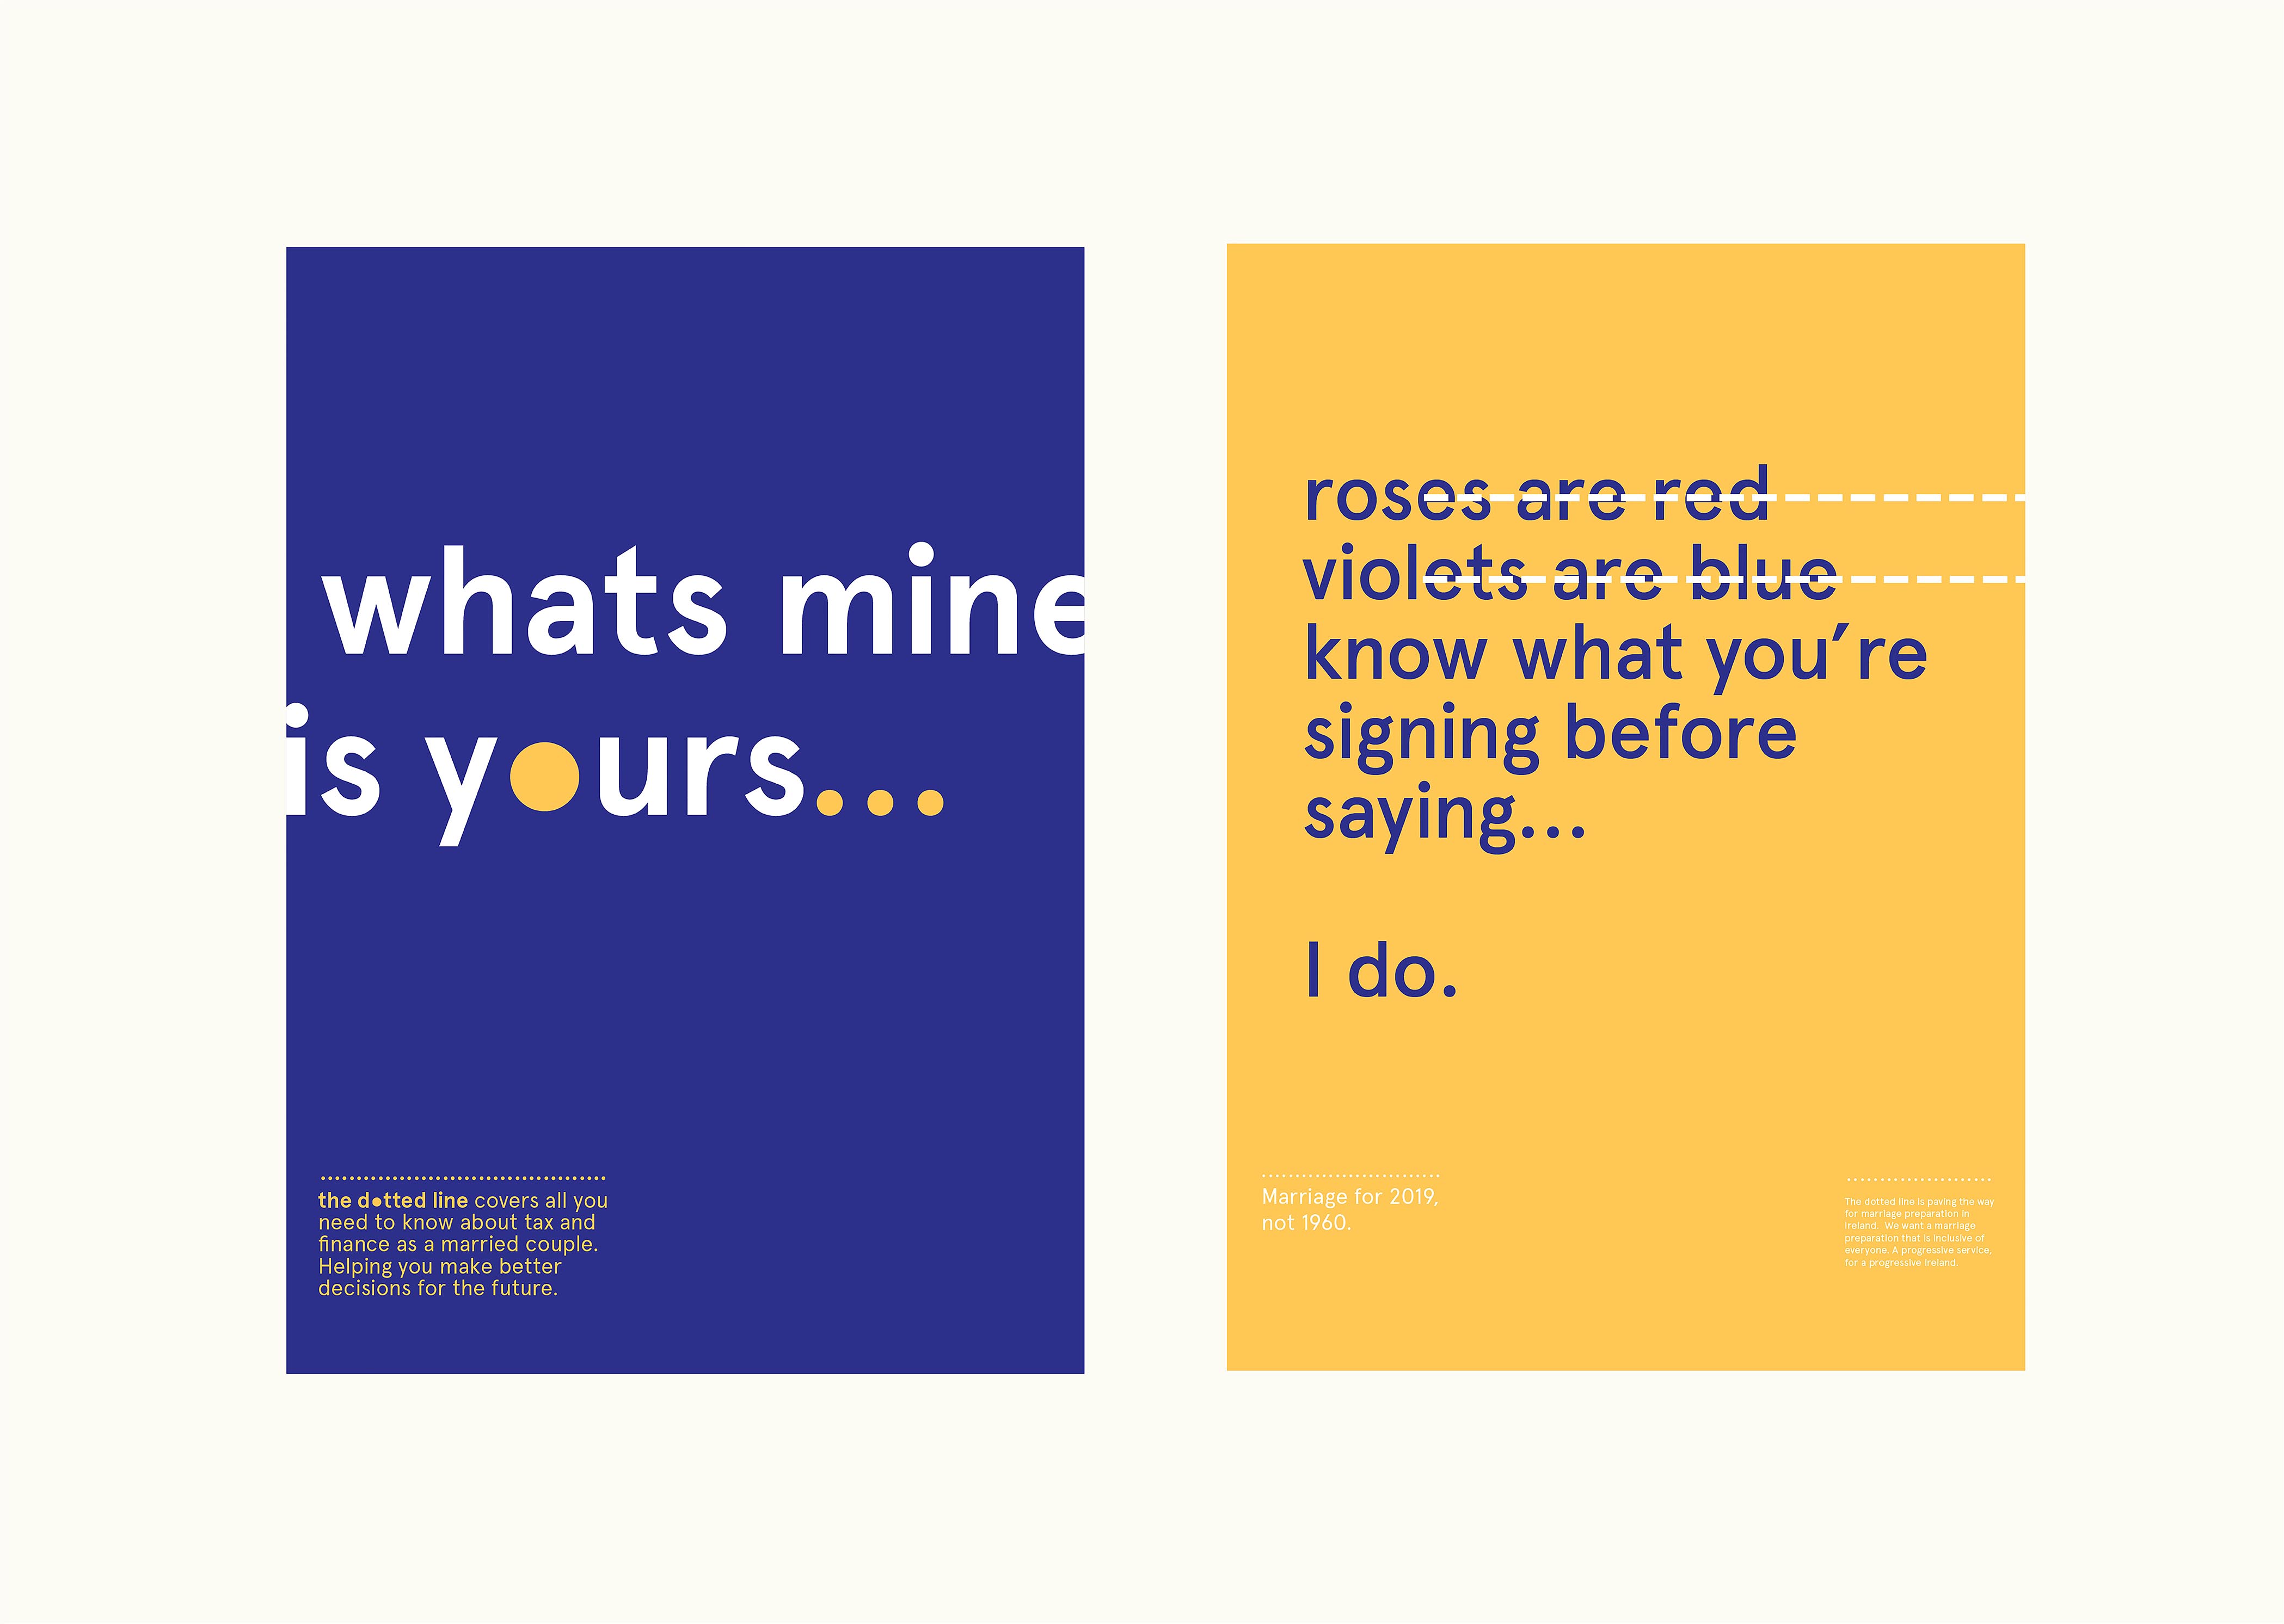 whats mine
is yours...
the dotted line covers all you
need to know about tax and
finance as a married couple.
Helping you make better
decisions for the future.
roses are red
violets are blue
know what you’re
signing before
saying...
I do.
Marriage for 2019,
not 1960.
The dotted line is paving the way
for marriage preparation in
Ireland. We want a marriage
preparation that is inclusive of
everyone. A progressive service,
for a progressive Ireland.